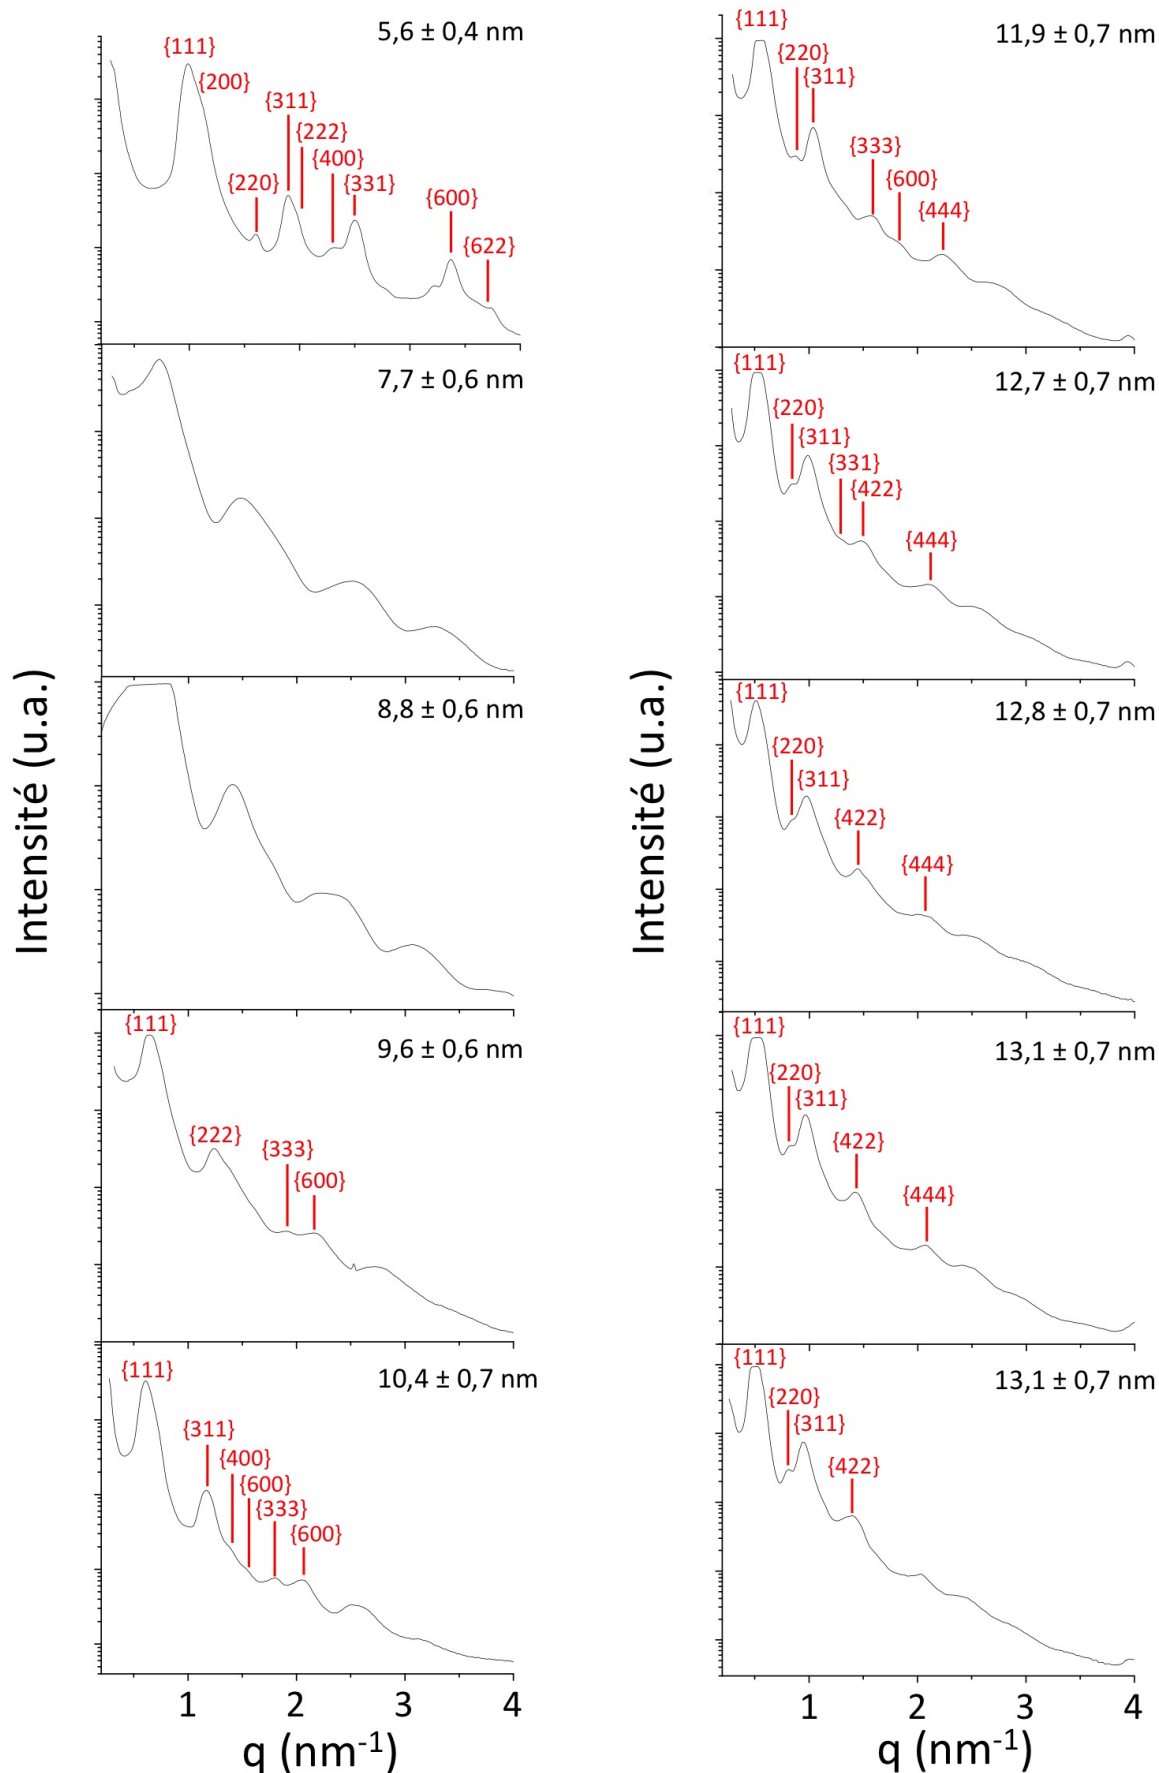 5,6 ± 0,4 nm
{111}
{200}
{311}
{222}
{400}
{220}
{331}
{600}
{622}
7,7 ± 0,6 nm
8,8 ± 0,6 nm
9,6 ± 0,6 nm
{111}
{222}
{333}
{600}
10,4 ± 0,7 nm
{111}
{311}
{400}
{600}
{333}
{600}
Intensité (u.a.)
1 2 3 4
q (nm-1)
11,9 ± 0,7 nm
{111}
{220}
{311}
{333}
{600}
{444}
12,7 ± 0,7 nm
{111}
{220}
{311}
{331}
{422}
{444}
12,8 ± 0,7 nm
{111}
{220}
{311}
{422}
{444}
13,1 ± 0,7 nm
{111}
{220}
{311}
{422}
{444}
13,1 ± 0,7 nm
{111}
{220}
{311}
{422}
Intensité (u.a.)
1 2 3 4
q (nm-1)